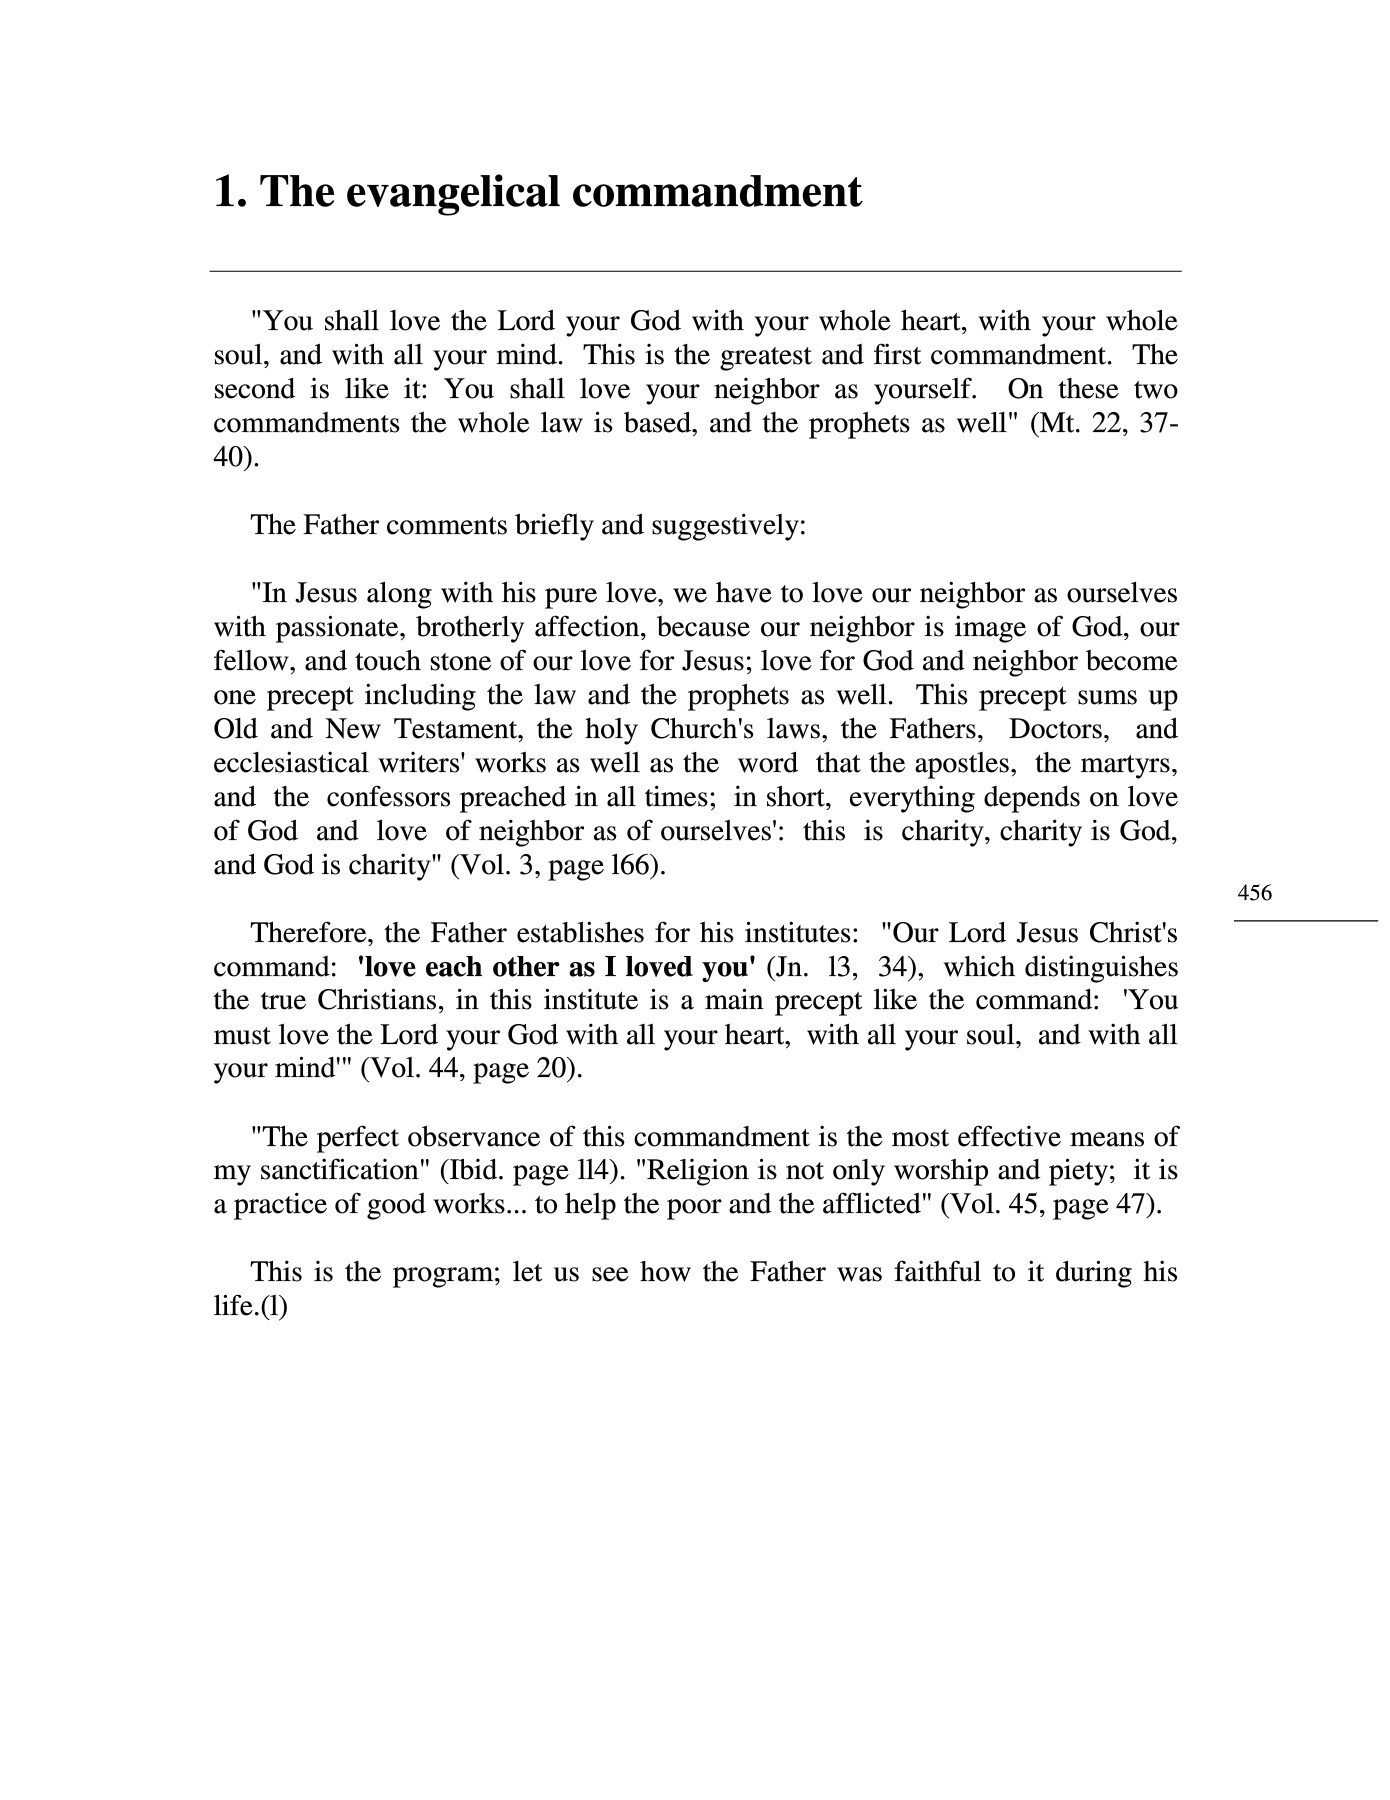 1. The evangelical commandment
"You shall love the Lord your God with your whole heart, with your whole
soul, and with all your mind. This is the greatest and first commandment. The
second is like it: You shall love your neighbor as yourself. On these two
commandments the whole law is based, and the prophets as well" (Mt. 22, 37-
40).
The Father comments briefly and suggestively:
"In Jesus along with his pure love, we have to love our neighbor as ourselves
with passionate, brotherly affection, because our neighbor is image of God, our
fellow, and touch stone of our love for Jesus; love for God and neighbor become
one precept including the law and the prophets as well. This precept sums up
Old and New Testament, the holy Church's laws, the Fathers, Doctors, and
ecclesiastical writers' works as well as the word that the apostles, the martyrs,
and the confessors preached in all times; in short, everything depends on love
of God and love of neighbor as of ourselves': this is charity, charity is God,
and God is charity" (Vol. 3, page l66).
456
Therefore, the Father establishes for his institutes: "Our Lord Jesus Christ's
command: 'love each other as I loved you' (Jn. l3, 34), which distinguishes
the true Christians, in this institute is a main precept like the command: 'You
must love the Lord your God with all your heart, with all your soul, and with all
your mind'" (Vol. 44, page 20).
"The perfect observance of this commandment is the most effective means of
my sanctification" (Ibid. page ll4). "Religion is not only worship and piety; it is
a practice of good works... to help the poor and the afflicted" (Vol. 45, page 47).
This is the program; let us see how the Father was faithful to it during his
life.(l)